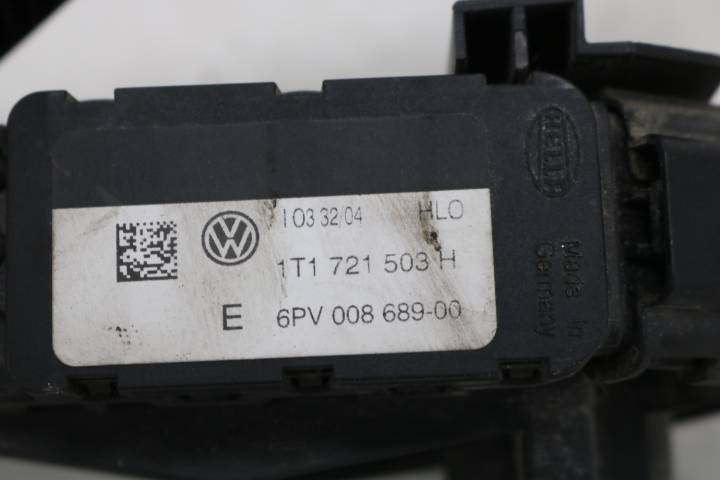 HELLA
Made in
Germany
I 03 32/04 HLO
1T1 721 503 H
E 6PV 008 689-00